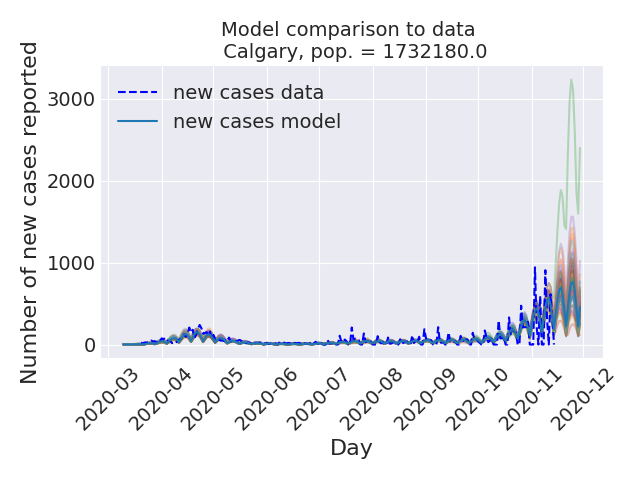 Model comparison to data
Calgary, pop. = 1732180.0
Number of new cases reported
3000
2000
1000
0
new cases data
new cases model
2020-03
2020-04
2020-05
2020-06
2020-07
2020-08
2020-09
2020-10
2020-11
2020-12
Day